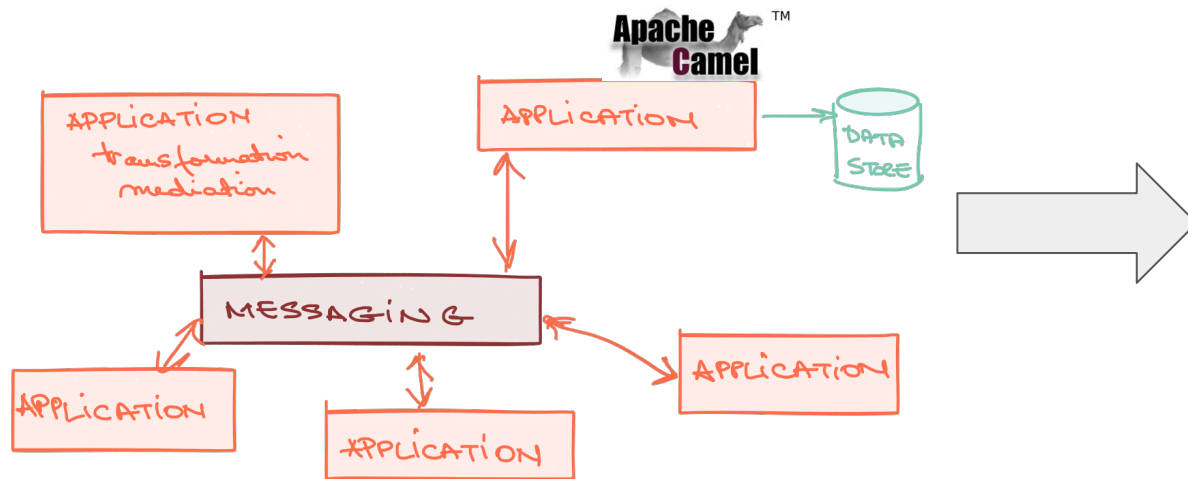 Apache
Camel
TM
APPLICATION
transformation
mediation
APPLICATION
DATA
STORE
MESSAGING
APPLICATION
APPLICATION
APPLICATION